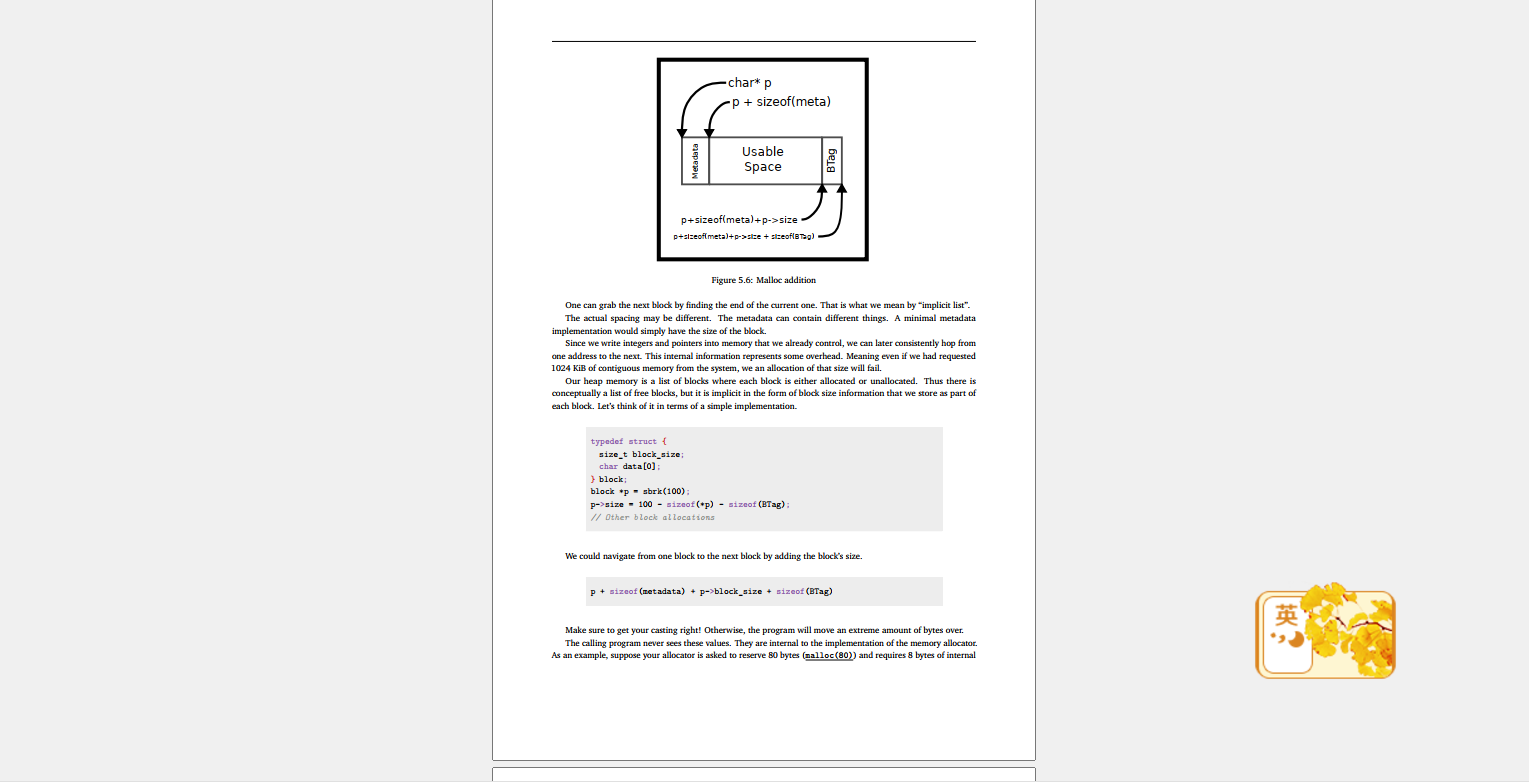 char* p
p + sizeof(meta)
Metadata
Usable
Space
BTag
p+sizeof(meta)+p->size
p+sizeof(meta)+p->size + sizeof(BTag)
Figure 5.6: Malloc addition
One can grab the next block by finding the end of the current one. That is what we mean by “implicit list”.
The actual spacing may be different. The metadata can contain different things. A minimal metadata
implementation would simply have the size of the block.
Since we write integers and pointers into memory that we already control, we can later consistently hop from
one address to the next. This internal information represents some overhead. Meaning even if we had requested
1024 KiB of contiguous memory from the system, we an allocation of that size will fail.
Our heap memory is a list of blocks where each block is either allocated or unallocated. Thus there is
conceptually a list of free blocks, but it is implicit in the form of block size information that we store as part of
each block. Let’s think of it in terms of a simple implementation.
typedef struct {
size_t block_size;
char data[0];
} block;
block *p = sbrk(100);
p->size = 100 - sizeof(*p) - sizeof(BTag);
// Other block allocations
We could navigate from one block to the next block by adding the block’s size.
p + sizeof(metadata) + p->block_size + sizeof(BTag)
Make sure to get your casting right! Otherwise, the program will move an extreme amount of bytes over.
The calling program never sees these values. They are internal to the implementation of the memory allocator.
As an example, suppose your allocator is asked to reserve 80 bytes (malloc(80)) and requires 8 bytes of internal
英